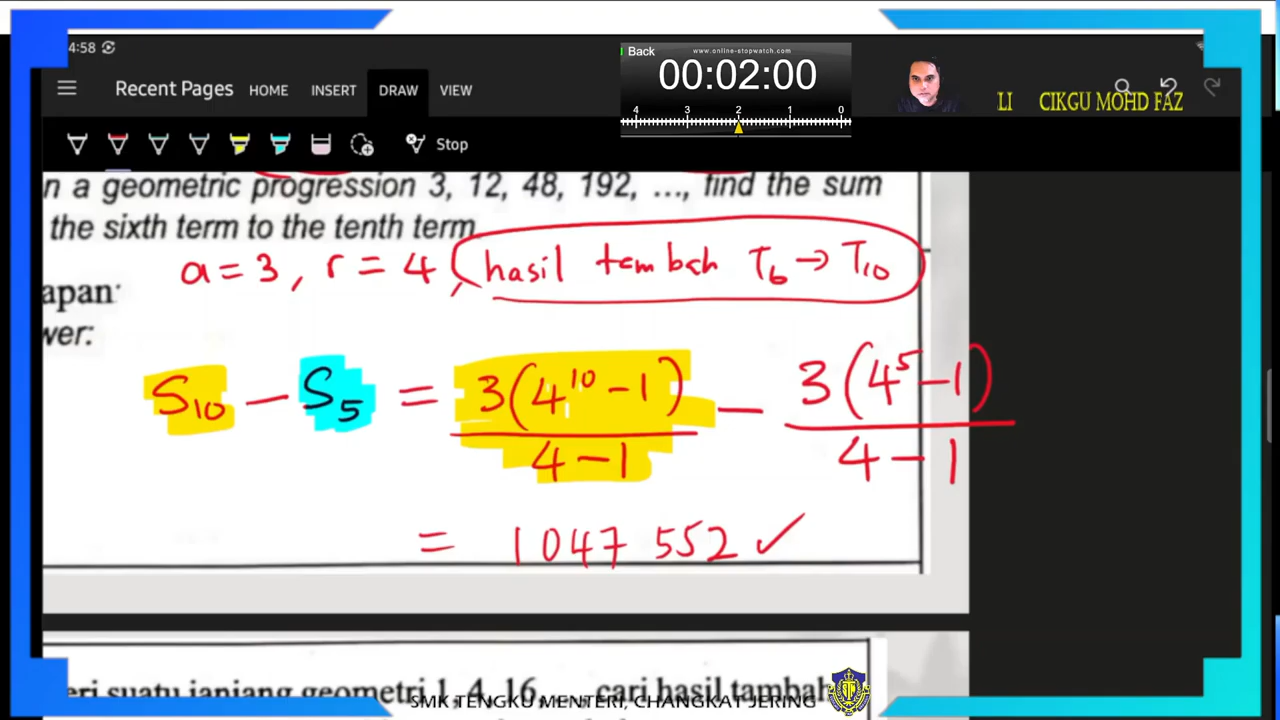 4:58
Back
www.online-stopwatch.com
00:02:00
4 3 2 1 0
LI CIKGU MOHD FAZ
Recent Pages HOME INSERT DRAW VIEW
Stop
n a geometric progression 3, 12, 48, 192, ..., find the sum
the sixth term to the tenth term
a = 3, r = 4, hasil tambah T6 → T10
apan:
wer:
S10 − S5 = 3(4^10 − 1) / 4 − 1 − 3(4^5 − 1) / 4 − 1
= 1047 552 ✓
eri suatu janjang geometri 1, 4, 16, ... cari hasil tambah
SMK TENGKU MENTERI, CHANGKAT JERING